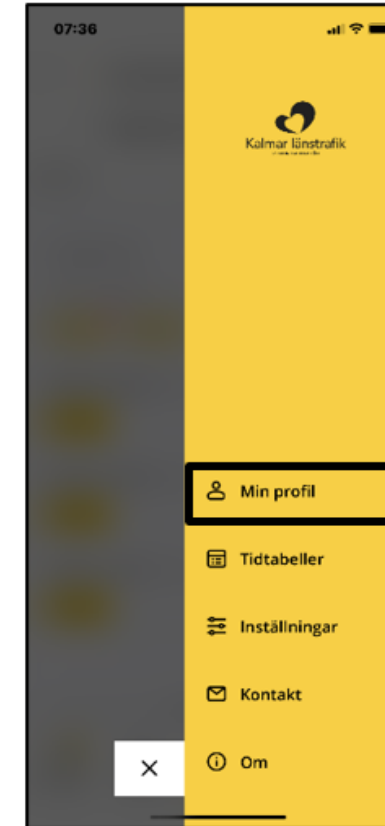 07:36
Kalmar länstrafik
Min profil
Tidtabeller
Inställningar
Kontakt
Om